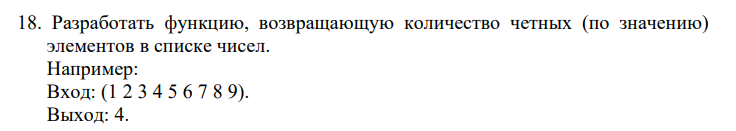 18. Разработать функцию, возвращающую количество четных (по значению)
элементов в списке чисел.
Например:
Вход: (1 2 3 4 5 6 7 8 9).
Выход: 4.